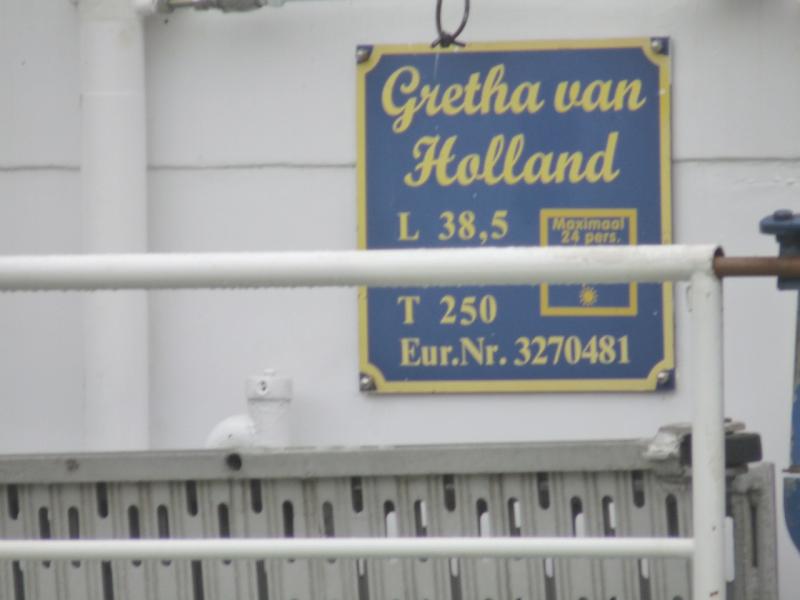 Gretha van
Holland
L 38,5
Maximaal
24 pers.
T 250
Eur.Nr. 3270481